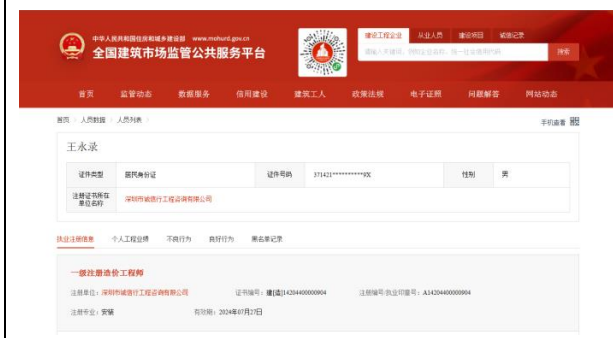 中华人民共和国住房和城乡建设部 www.mohurd.gov.cn
全国建筑市场监管公共服务平台
建设工程企业 从业人员 建设项目 诚信记录
搜索
首页 监管动态 数据服务 信用建设 建筑工人 政策法规 电子证照 问题解答 网站动态
首页 人员数据 人员列表
手机查看
王永录
证件类型 居民身份证 证件号码 371421**********9X 性别 男
注册证书所在单位名称 深圳市诚信行工程咨询有限公司
执业注册信息 个人工程业绩 不良行为 良好行为 黑名单记录
一级注册造价工程师
注册单位：深圳市诚信行工程咨询有限公司 证书编号：建[造]14204400000904 注册编号/执业印章号：A14204400000904
注册专业：安装 有效期：2024年07月27日